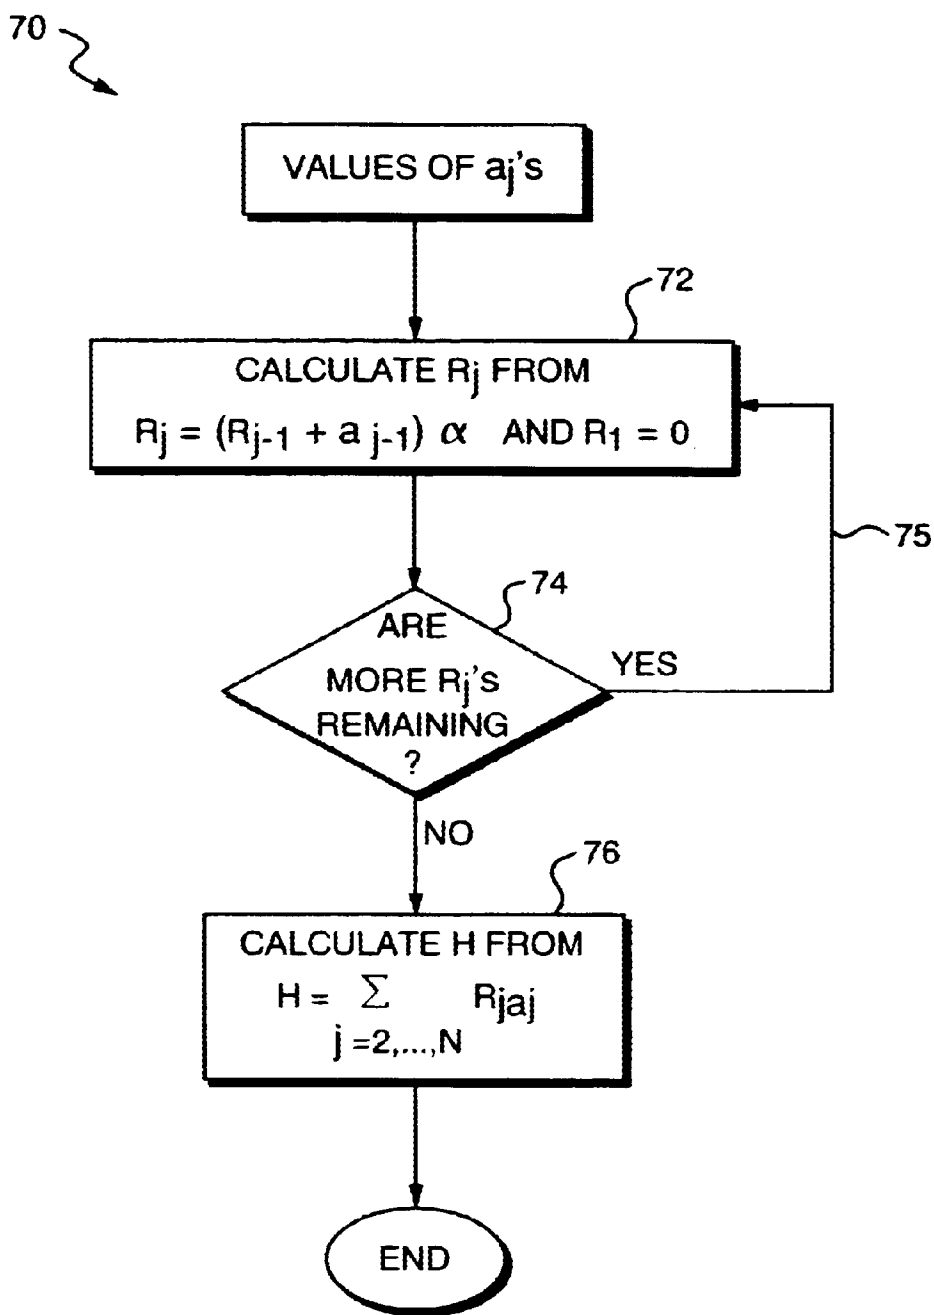 70
VALUES OF aj's
72
CALCULATE Rj FROM
Rj = (Rj-1 + a j-1) α AND R1 = 0
75
74
ARE
MORE Rj's
REMAINING
?
YES
NO
76
CALCULATE H FROM
H = Σ Rjaj
j =2,...,N
END